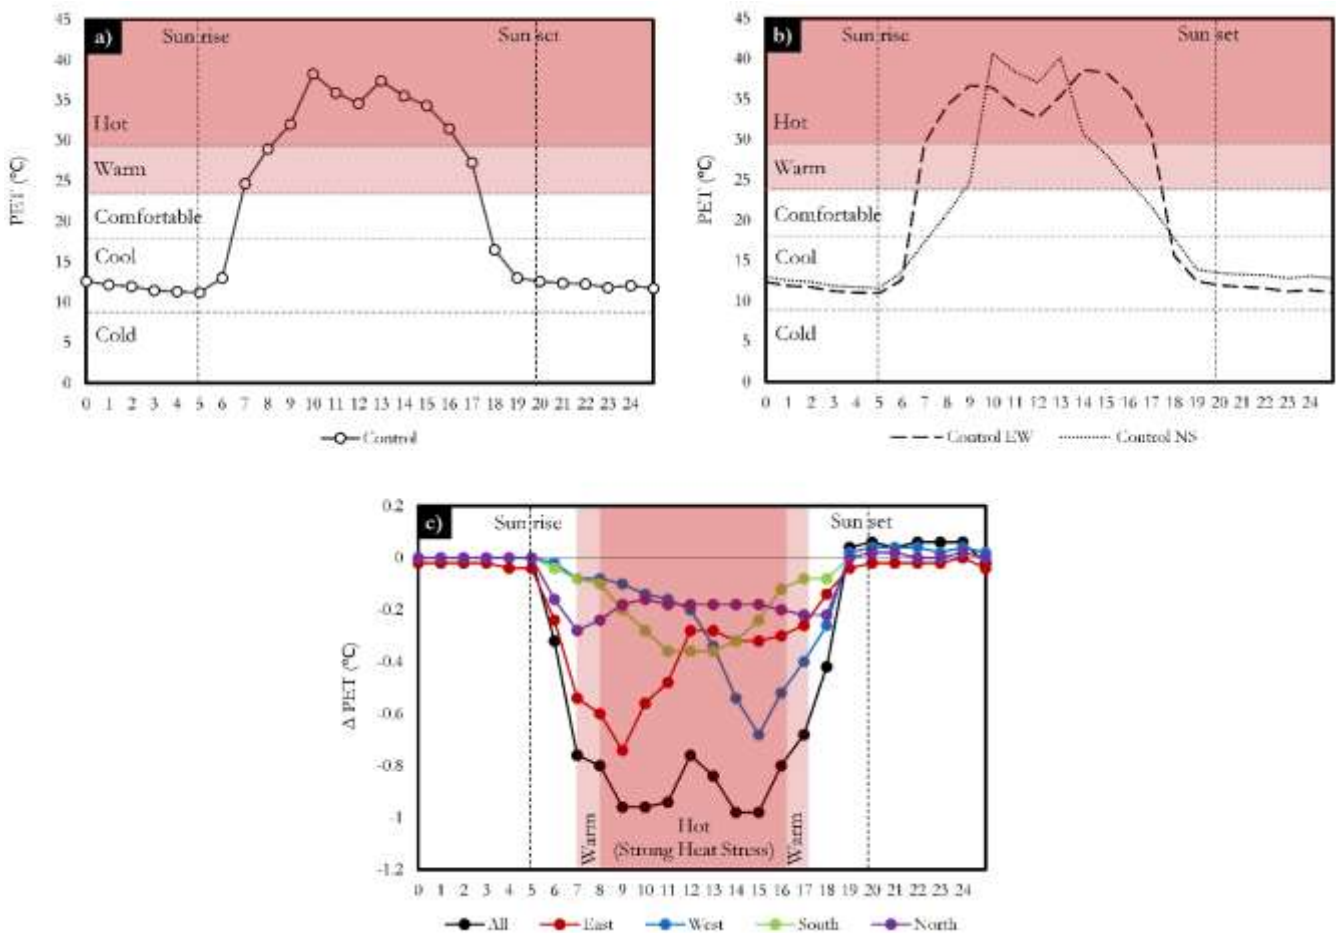 a)
Sun rise
Sun set
45
40
35
30
25
20
15
10
5
0
PET (°C)
Hot
Warm
Comfortable
Cool
Cold
0 1 2 3 4 5 6 7 8 9 10 11 12 13 14 15 16 17 18 19 20 21 22 23 24
Control
b)
Sun rise
Sun set
45
40
35
30
25
20
15
10
5
0
PET (°C)
Hot
Warm
Comfortable
Cool
Cold
0 1 2 3 4 5 6 7 8 9 10 11 12 13 14 15 16 17 18 19 20 21 22 23 24
Control EW Control NS
c)
Sun rise
Sun set
0.2
0
-0.2
-0.4
-0.6
-0.8
-1
-1.2
Δ PET (°C)
Warm
Hot
(Strong Heat Stress)
Warm
0 1 2 3 4 5 6 7 8 9 10 11 12 13 14 15 16 17 18 19 20 21 22 23 24
All East West South North